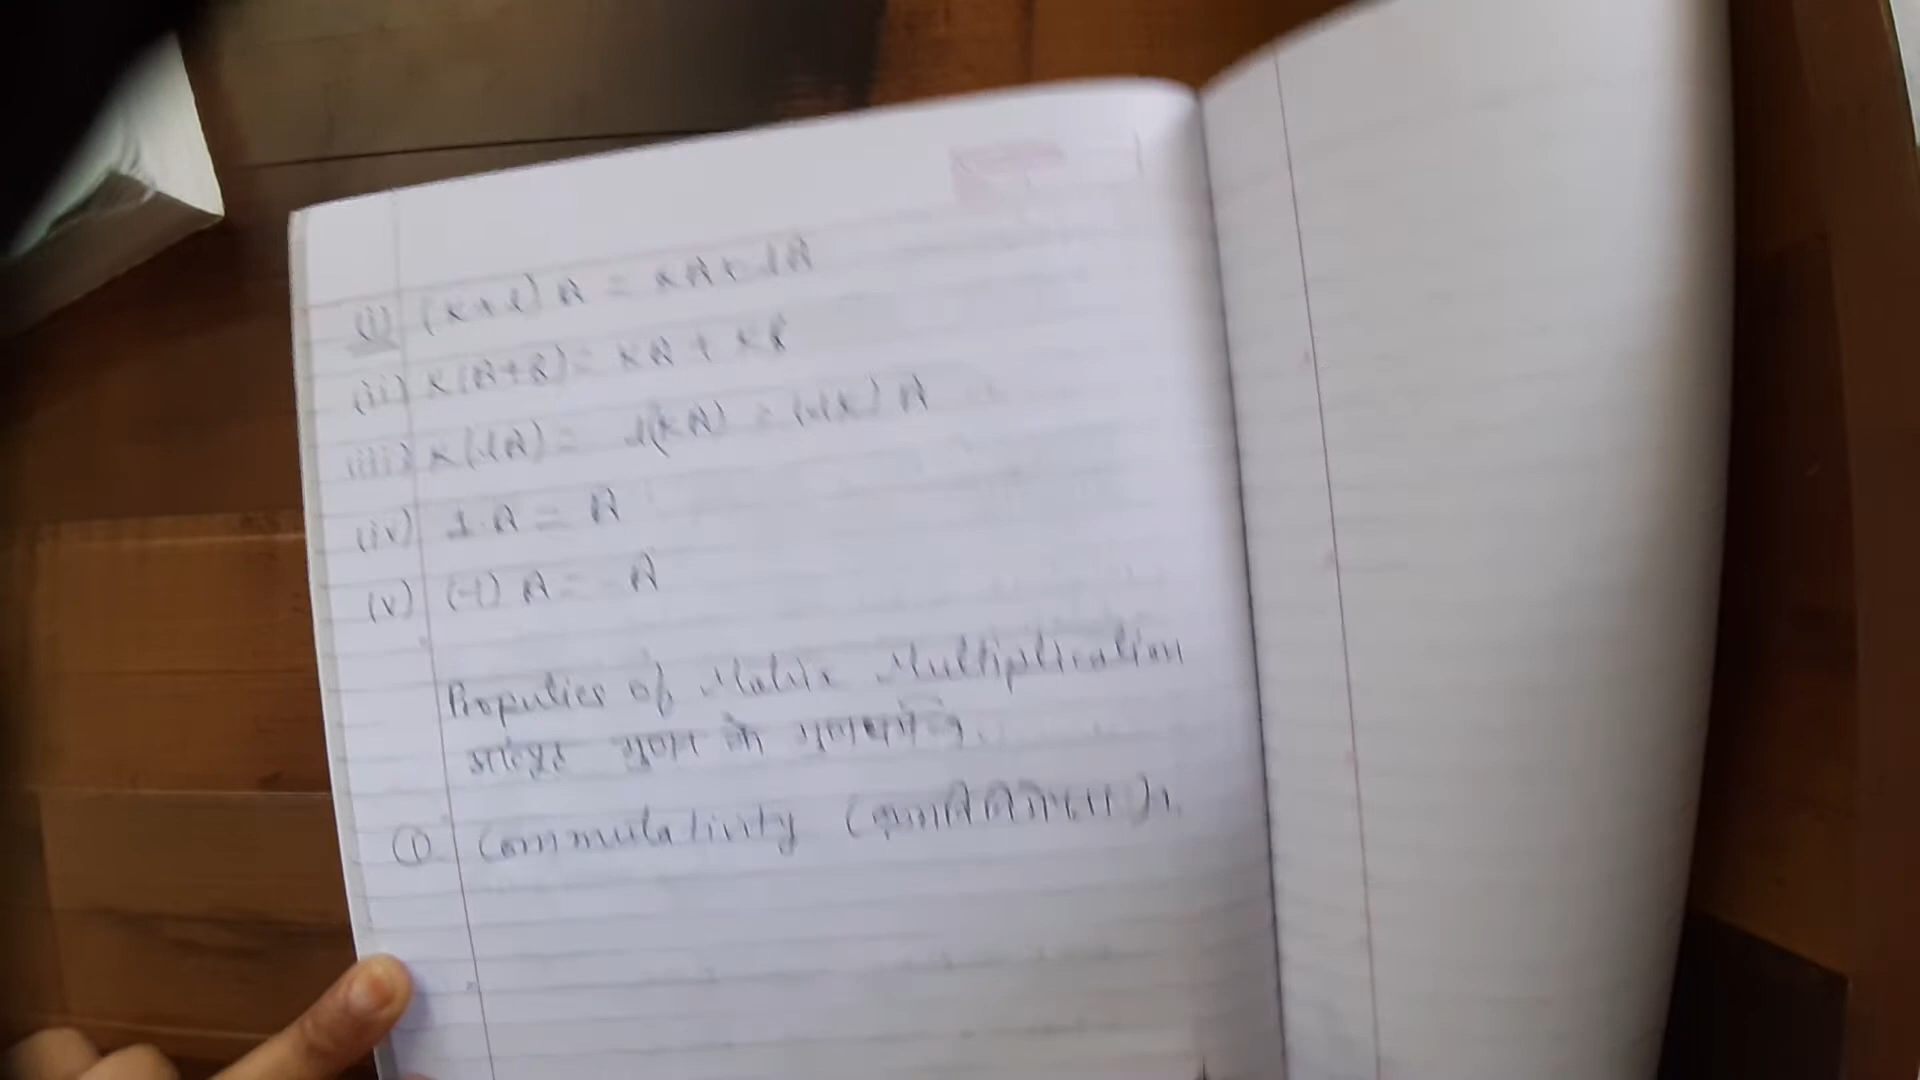 (i) (k+l) A = kA + lA
(ii) k(A+B) = kA + kB
(iii) k(lA) = l(kA) = (lk) A
(iv) 1.A = A
(v) (-1) A = -A
Properties of Matrix Multiplication
आव्यूह गुणन के गुणधर्म
① Commutativity (क्रमविनिमेयता)